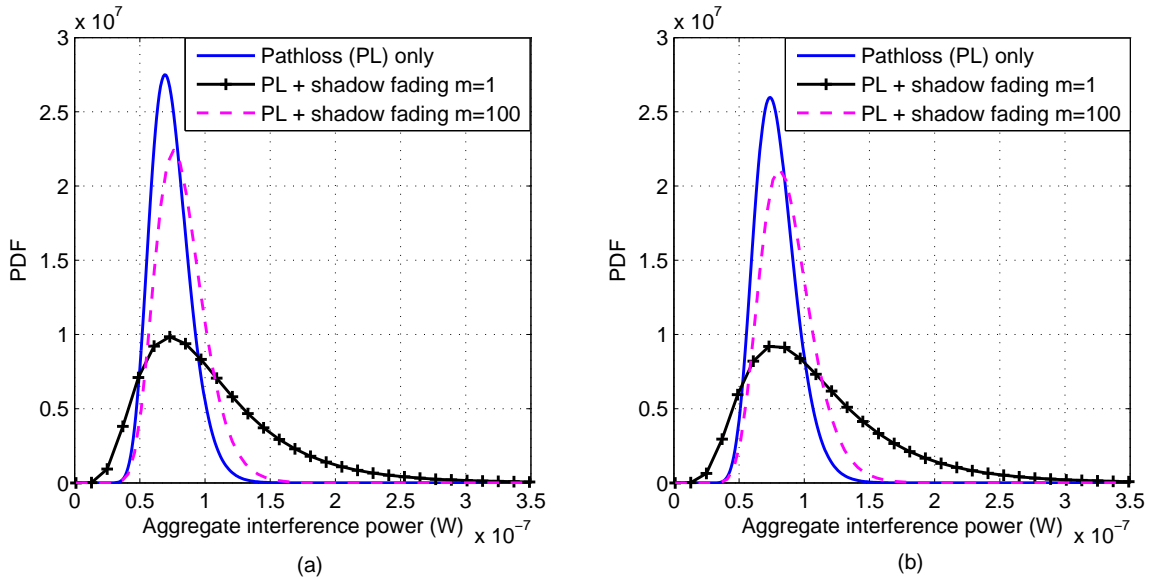 x 10⁷
3
2.5
2
1.5
1
0.5
0
PDF
Pathloss (PL) only
PL + shadow fading m=1
PL + shadow fading m=100
0 0.5 1 1.5 2 2.5 3 3.5
Aggregate interference power (W)
x 10⁻⁷
(a)
x 10⁷
3
2.5
2
1.5
1
0.5
0
PDF
Pathloss (PL) only
PL + shadow fading m=1
PL + shadow fading m=100
0 0.5 1 1.5 2 2.5 3 3.5
Aggregate interference power (W)
x 10⁻⁷
(b)